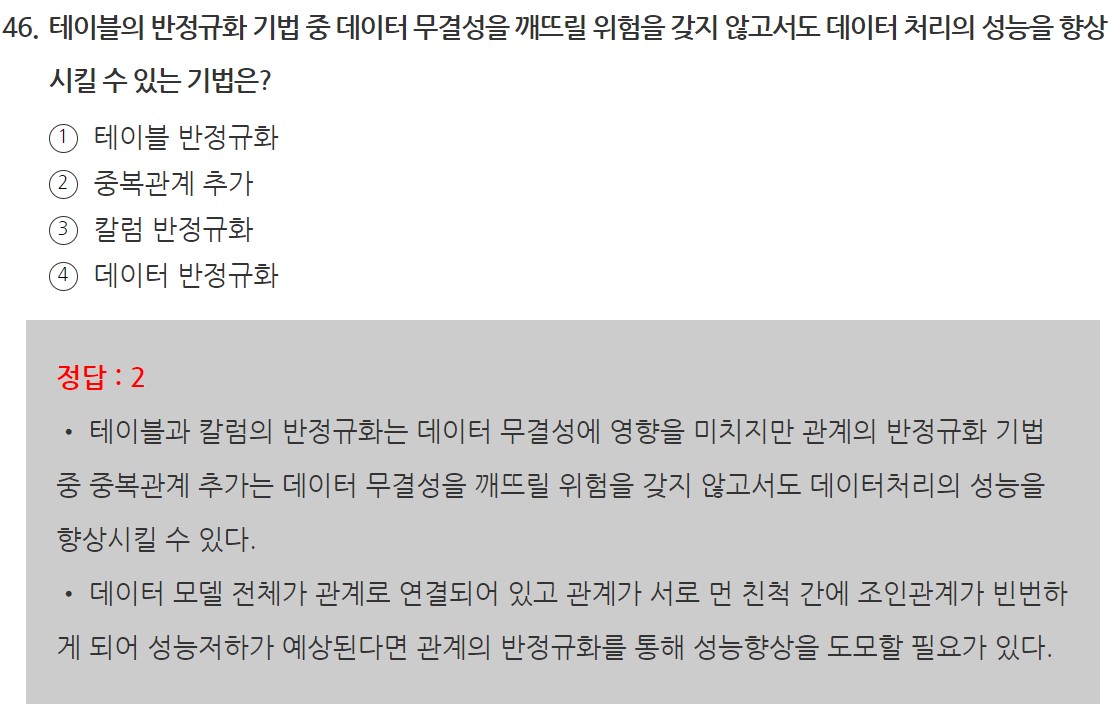 46. 테이블의 반정규화 기법 중 데이터 무결성을 깨뜨릴 위험을 갖지 않고서도 데이터 처리의 성능을 향상
시킬 수 있는 기법은?
① 테이블 반정규화
② 중복관계 추가
③ 칼럼 반정규화
④ 데이터 반정규화
정답 : 2
• 테이블과 칼럼의 반정규화는 데이터 무결성에 영향을 미치지만 관계의 반정규화 기법
중 중복관계 추가는 데이터 무결성을 깨뜨릴 위험을 갖지 않고서도 데이터처리의 성능을
향상시킬 수 있다.
• 데이터 모델 전체가 관계로 연결되어 있고 관계가 서로 먼 친척 간에 조인관계가 빈번하
게 되어 성능저하가 예상된다면 관계의 반정규화를 통해 성능향상을 도모할 필요가 있다.